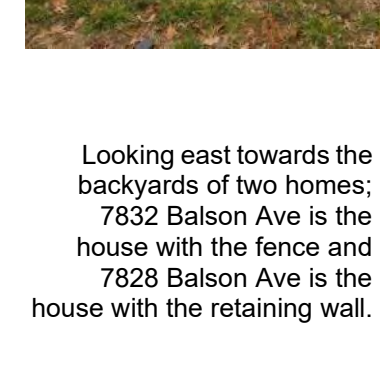 Looking east towards the
backyards of two homes;
7832 Balson Ave is the
house with the fence and
7828 Balson Ave is the
house with the retaining wall.